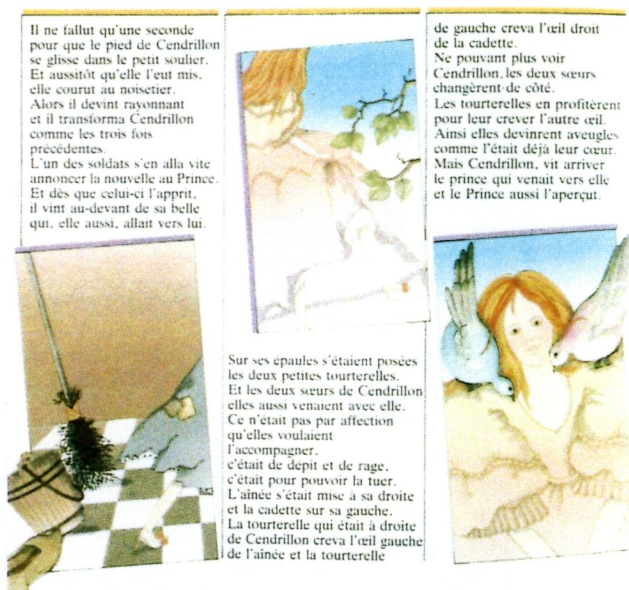 Il ne fallut qu'une seconde
pour que le pied de Cendrillon
se glisse dans le petit soulier.
Et aussitôt qu'elle l'eut mis,
elle courut au noisetier.
Alors il devint rayonnant
et il transforma Cendrillon
comme les trois fois
précédentes.
L'un des soldats s'en alla vite
annoncer la nouvelle au Prince.
Et dès que celui-ci l'apprit,
il vint au-devant de sa belle
qui, elle aussi, allait vers lui.
Sur ses épaules s'étaient posées
les deux petites tourterelles.
Et les deux sœurs de Cendrillon
elles aussi venaient avec elle.
Ce n'était pas par affection
qu'elles voulaient
l'accompagner,
c'était de dépit et de rage,
c'était pour pouvoir la tuer.
L'aînée s'était mise à sa droite
et la cadette sur sa gauche.
La tourterelle qui était à droite
de Cendrillon creva l'œil gauche
de l'aînée et la tourterelle
de gauche creva l'œil droit
de la cadette.
Ne pouvant plus voir
Cendrillon, les deux sœurs
changèrent de côté.
Les tourterelles en profitèrent
pour leur crever l'autre œil.
Ainsi elles devinrent aveugles
comme l'était déjà leur cœur.
Mais Cendrillon, vit arriver
le prince qui venait vers elle
et le Prince aussi l'aperçut.